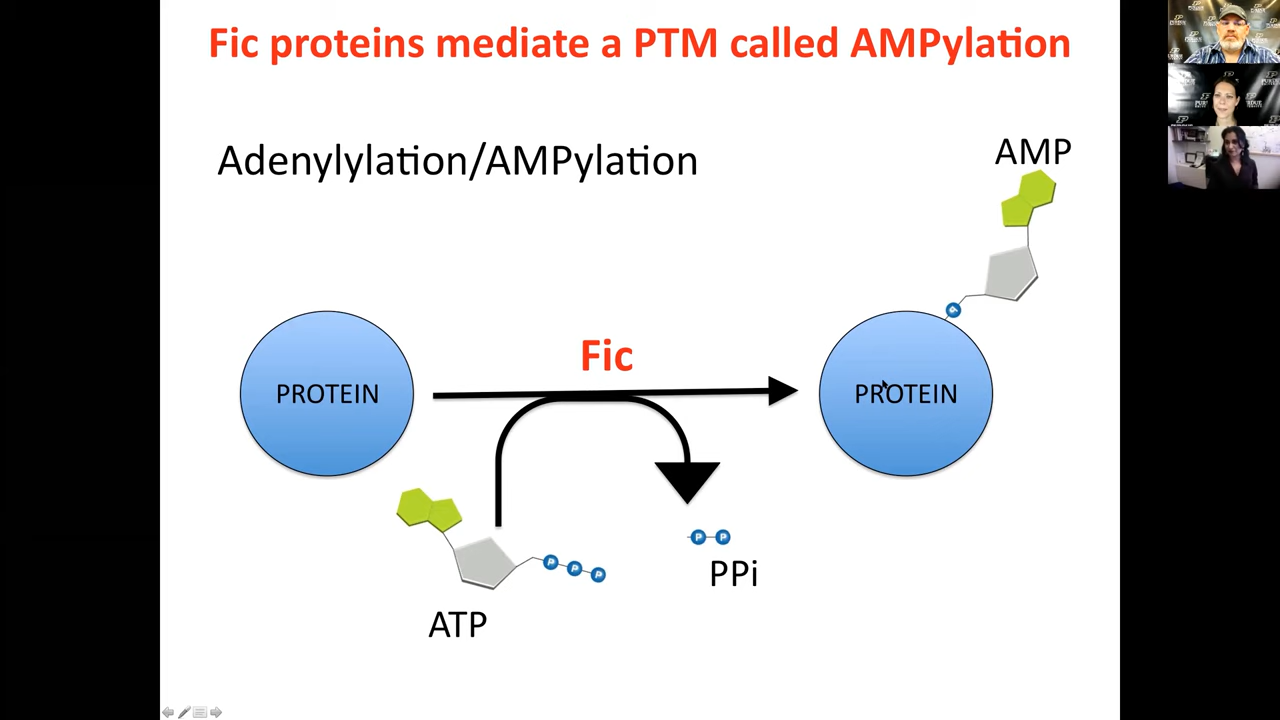 Fic proteins mediate a PTM called AMPylation
Adenylylation/AMPylation
AMP
P
Fic
PROTEIN
PROTEIN
P P P
P P
PPi
ATP